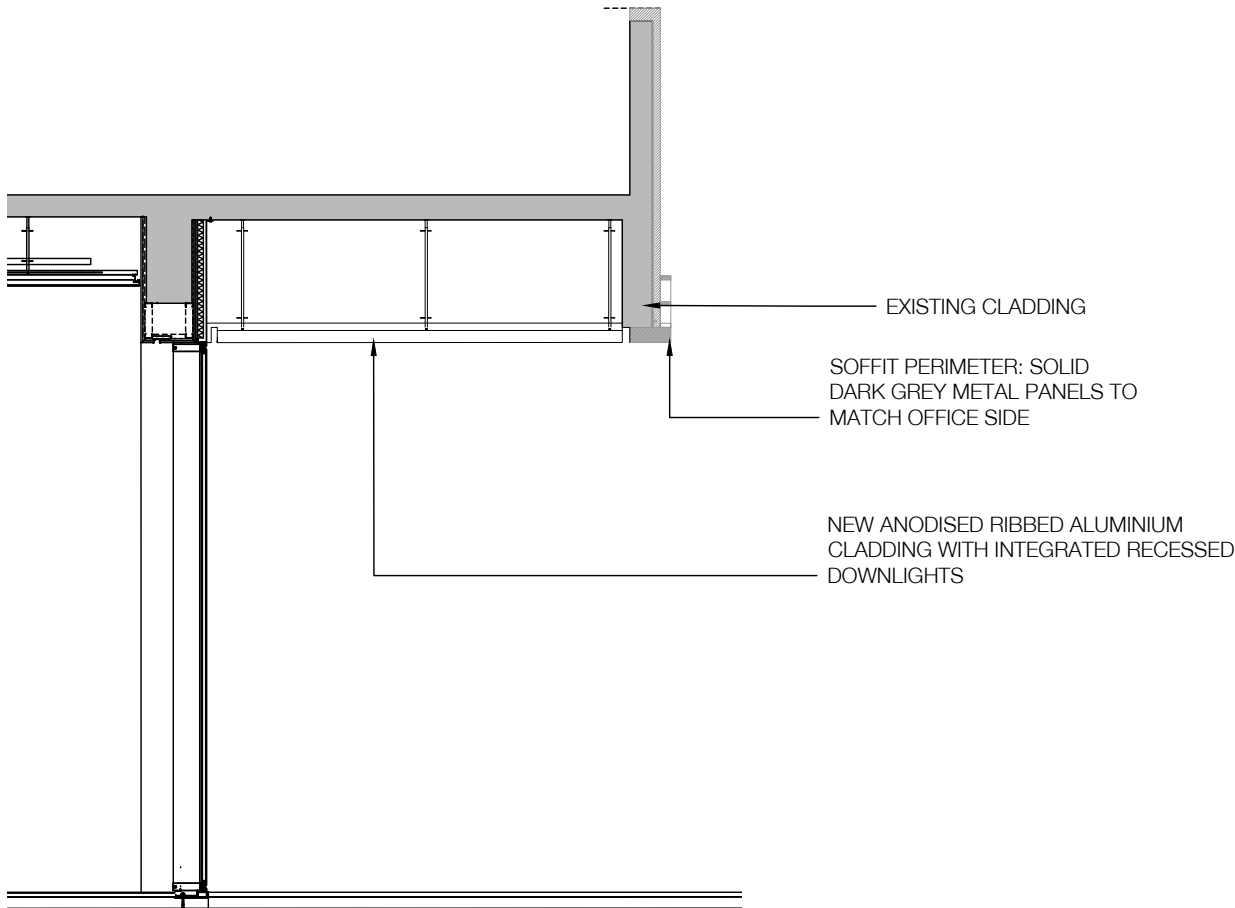 EXISTING CLADDING
SOFFIT PERIMETER: SOLID
DARK GREY METAL PANELS TO
MATCH OFFICE SIDE
NEW ANODISED RIBBED ALUMINIUM
CLADDING WITH INTEGRATED RECESSED
DOWNLIGHTS